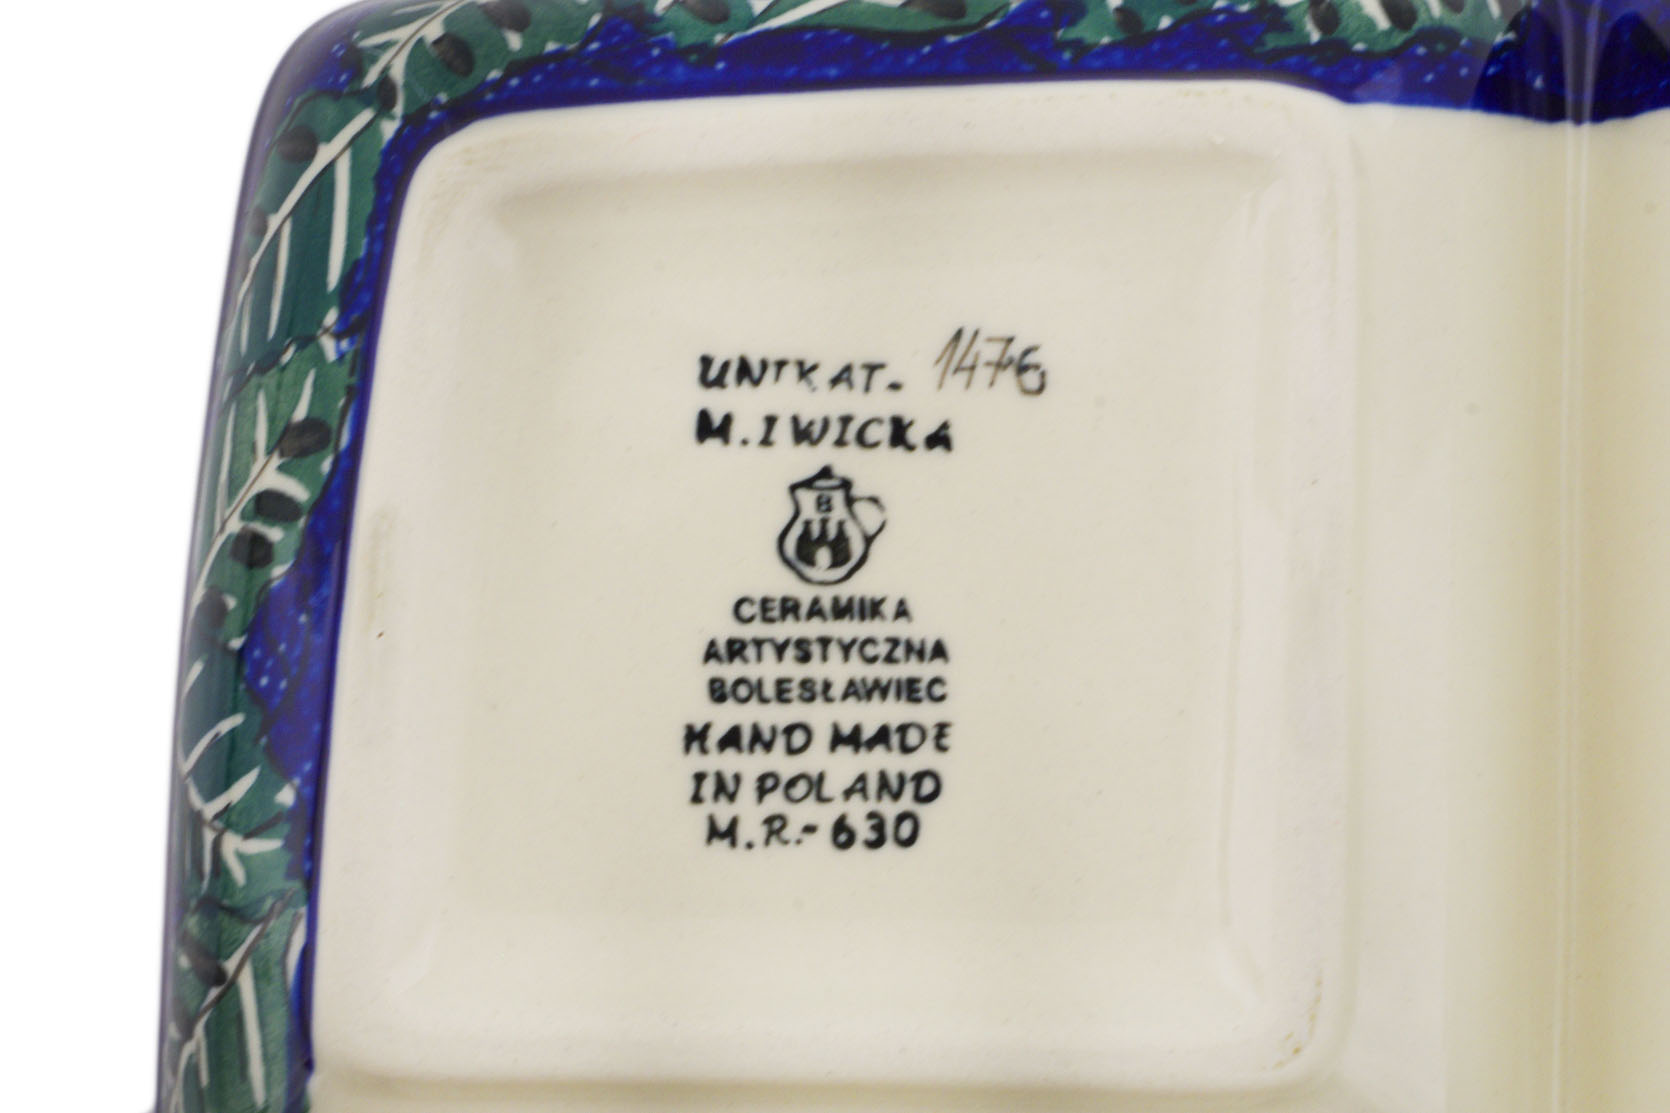 UNIKAT- 1476
M.IWICKA
B
CERAMIKA
ARTYSTYCZNA
BOLESŁAWIEC
HAND MADE
IN POLAND
M.R.-630